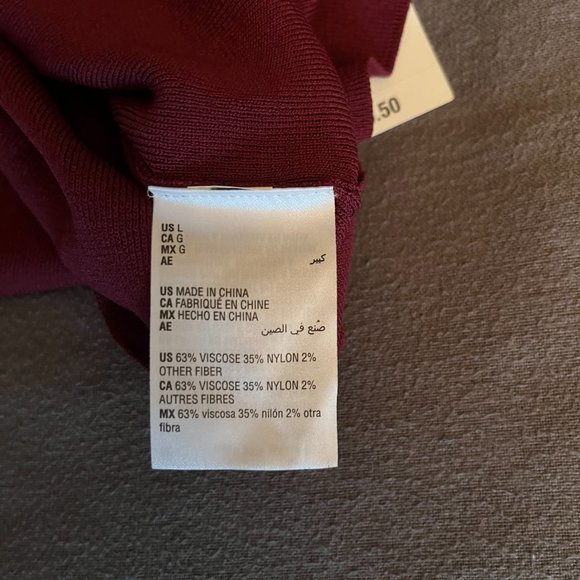 .50
US L
CA G
MX G
AE كبير
US MADE IN CHINA
CA FABRIQUÉ EN CHINE
MX HECHO EN CHINA
AE صُنع في الصين
US 63% VISCOSE 35% NYLON 2%
OTHER FIBER
CA 63% VISCOSE 35% NYLON 2%
AUTRES FIBRES
MX 63% viscosa 35% nilón 2% otra
fibra